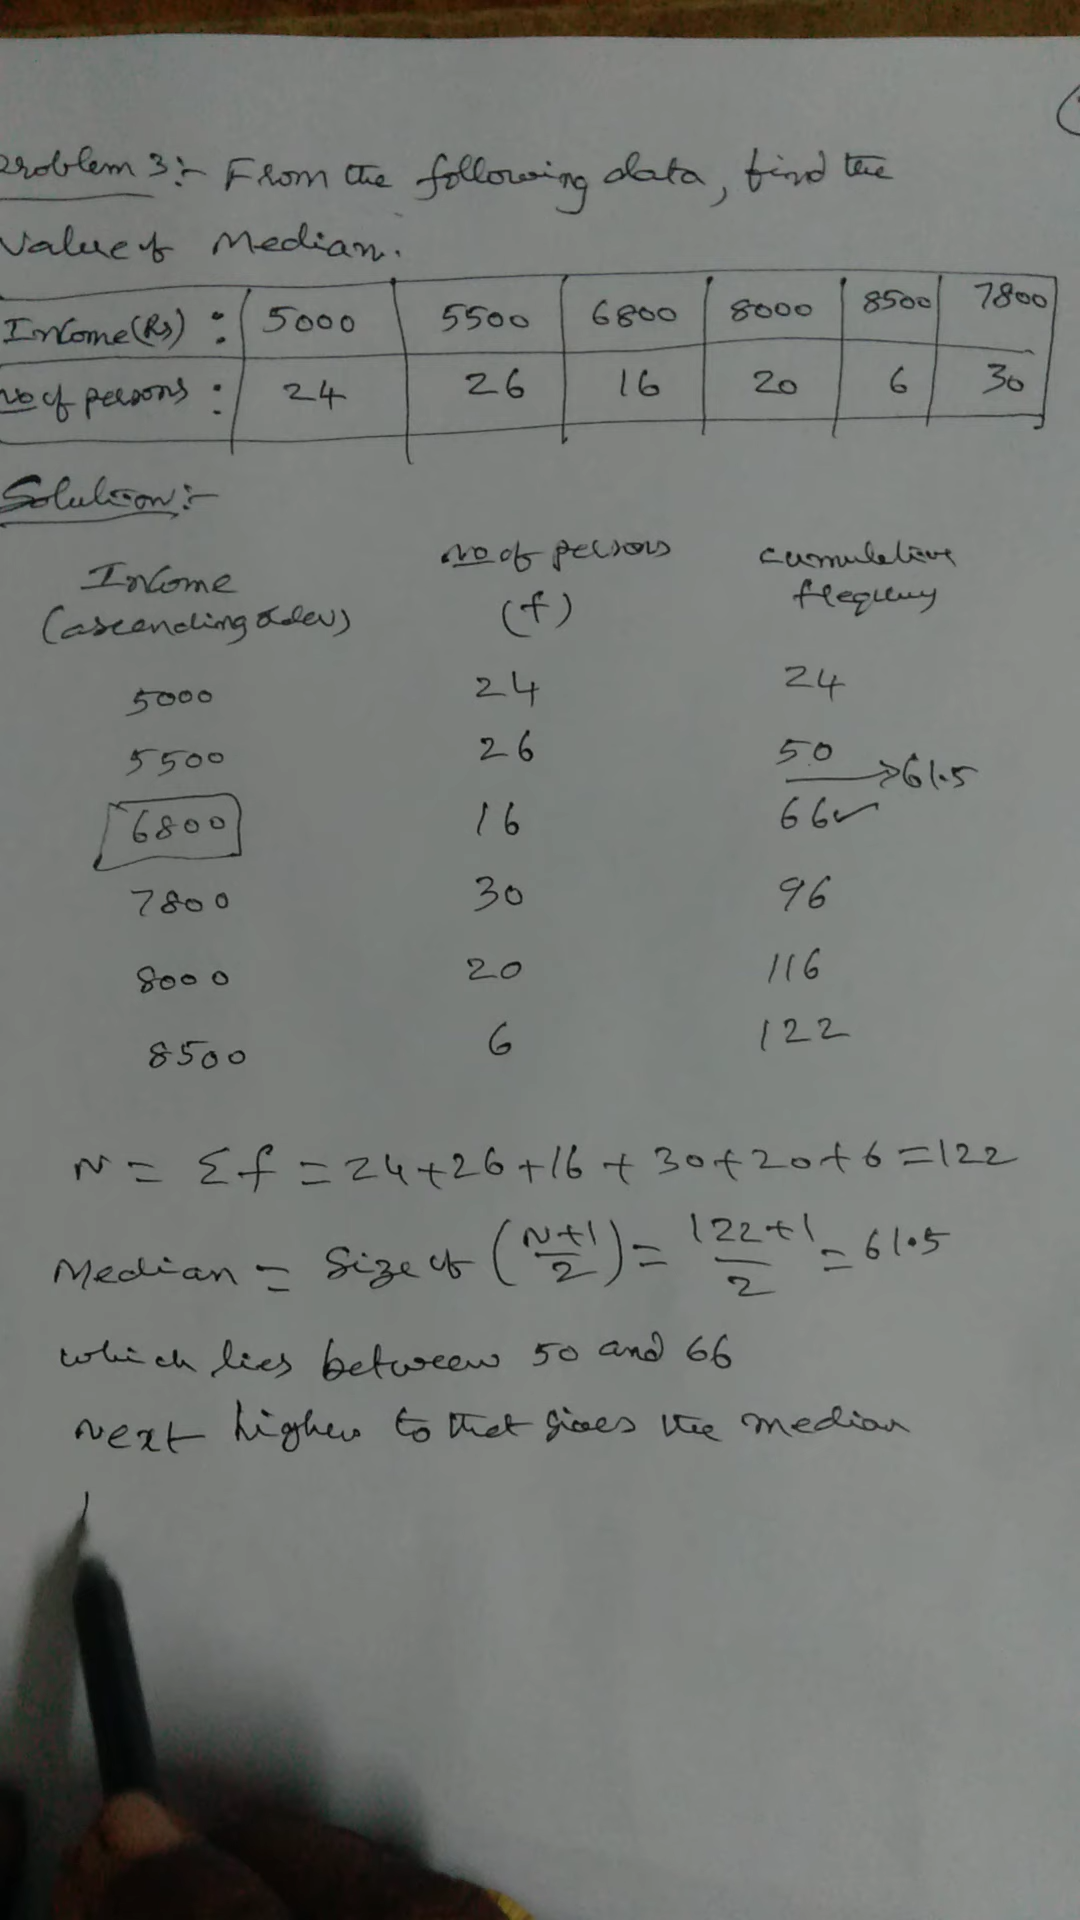 Problem 3:- From the following data, find the
value of Median.
Income(Rs) : 5000 5500 6800 8000 8500 7800
No of persons : 24 26 16 20 6 30
Solution:-
Income No of persons cumulative
(ascending order) (f) frequency
5000 24 24
5500 26 50
→61.5
6800 16 66✓
7800 30 96
8000 20 116
8500 6 122
N = Σf = 24+26+16+30+20+6=122
Median = Size of (N+1/2) = 122+1/2 = 61.5
which lies between 50 and 66
Next higher to that gives the median